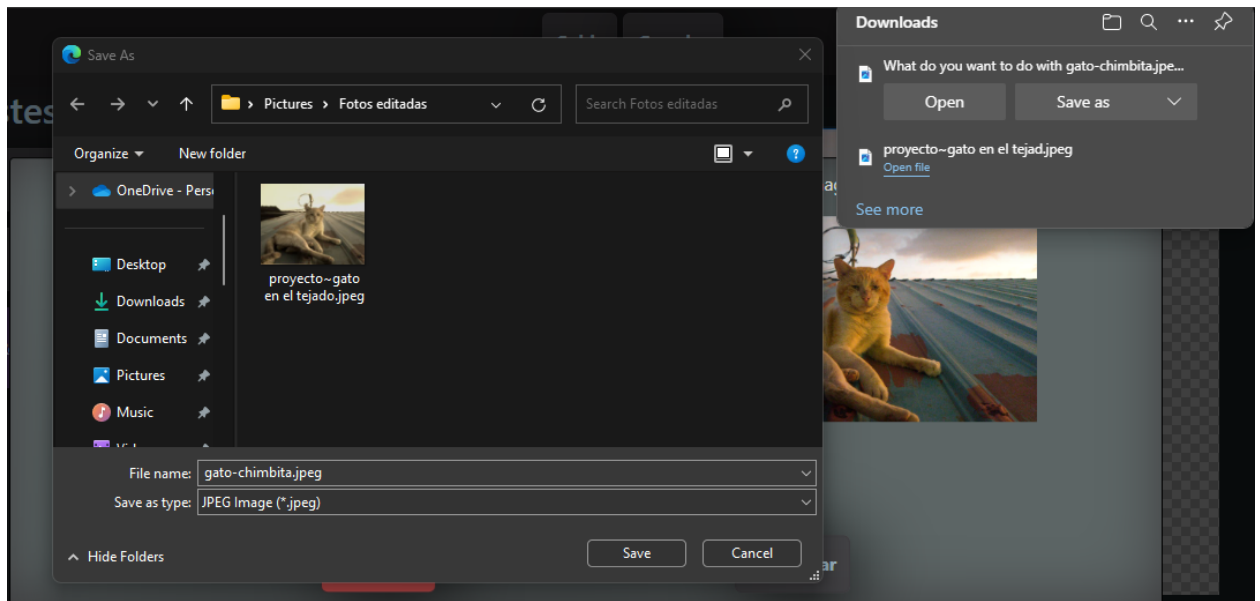 Save As
Pictures
Fotos editadas
Search Fotos editadas
Organize
New folder
OneDrive - Pers
Desktop
Downloads
Documents
Pictures
Music
proyecto~gato
en el tejado.jpeg
File name: gato-chimbita.jpeg
Save as type: JPEG Image (*.jpeg)
Hide Folders
Save
Cancel
Downloads
What do you want to do with gato-chimbita.jpe...
Open
Save as
proyecto~gato en el tejad.jpeg
Open file
See more
tes
ar